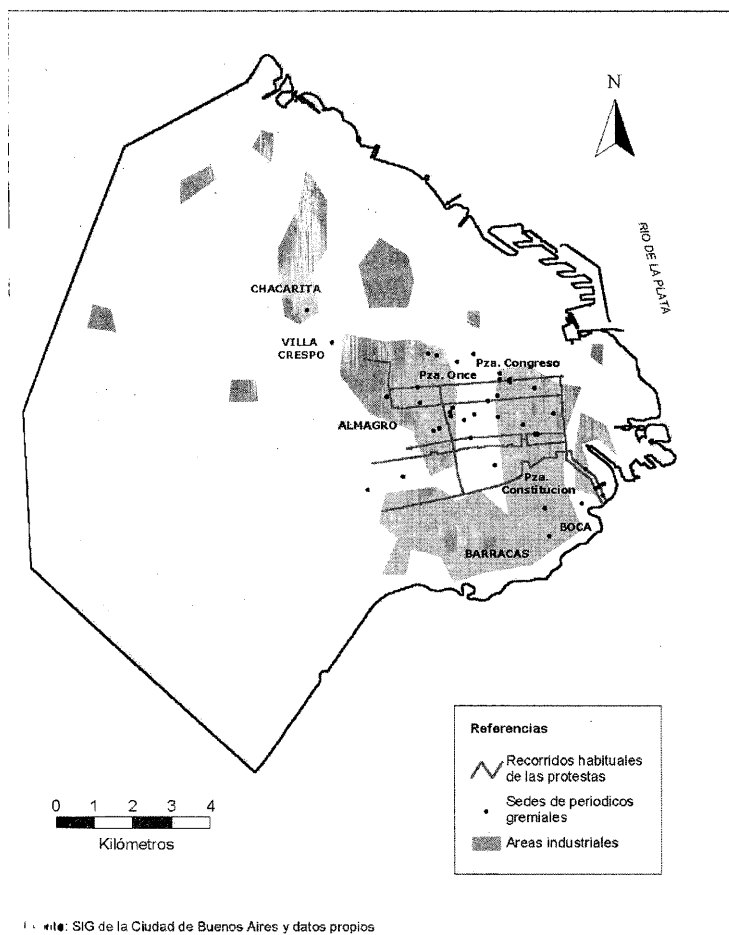 N
RIO DE LA PLATA
CHACARITA
VILLA
CRESPO
Pza. Congreso
Pza. Once
ALMAGRO
Pza.
Constitucion
BOCA
BARRACAS
Referencias
Recorridos habituales
de las protestas
Sedes de periodicos
gremiales
Areas industriales
0 1 2 3 4
Kilómetros
: SIG de la Ciudad de Buenos Aires y datos propios